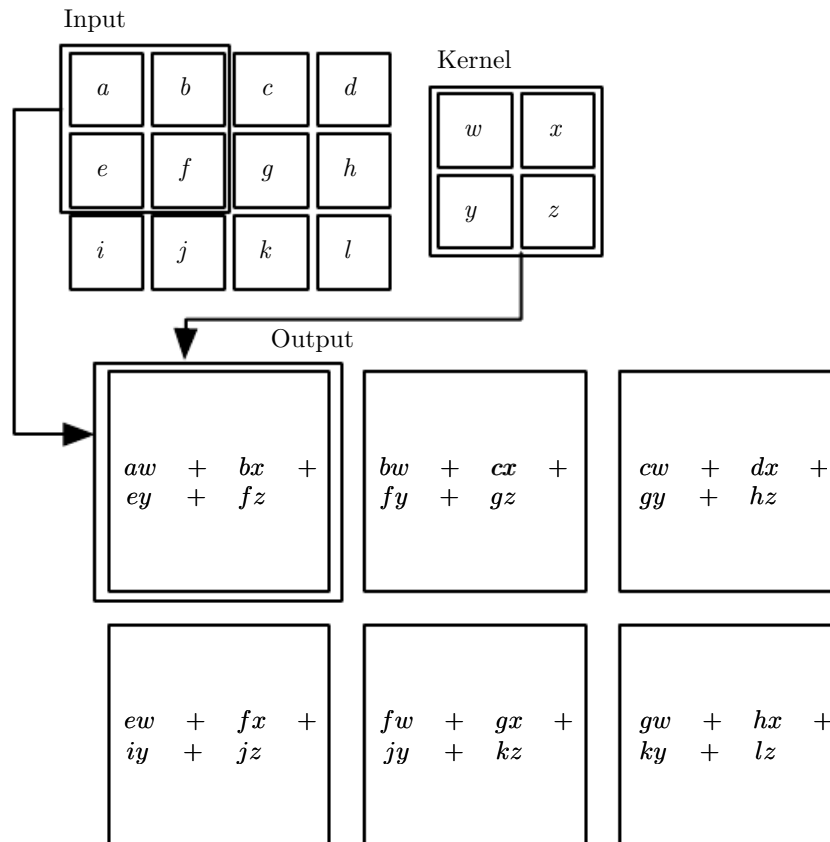 Input
Kernel
a b c d
w x
e f g h
y z
i j k l
Output
aw + bx +
ey + fz
bw + cx +
fy + gz
cw + dx +
gy + hz
ew + fx +
iy + jz
fw + gx +
jy + kz
gw + hx +
ky + lz